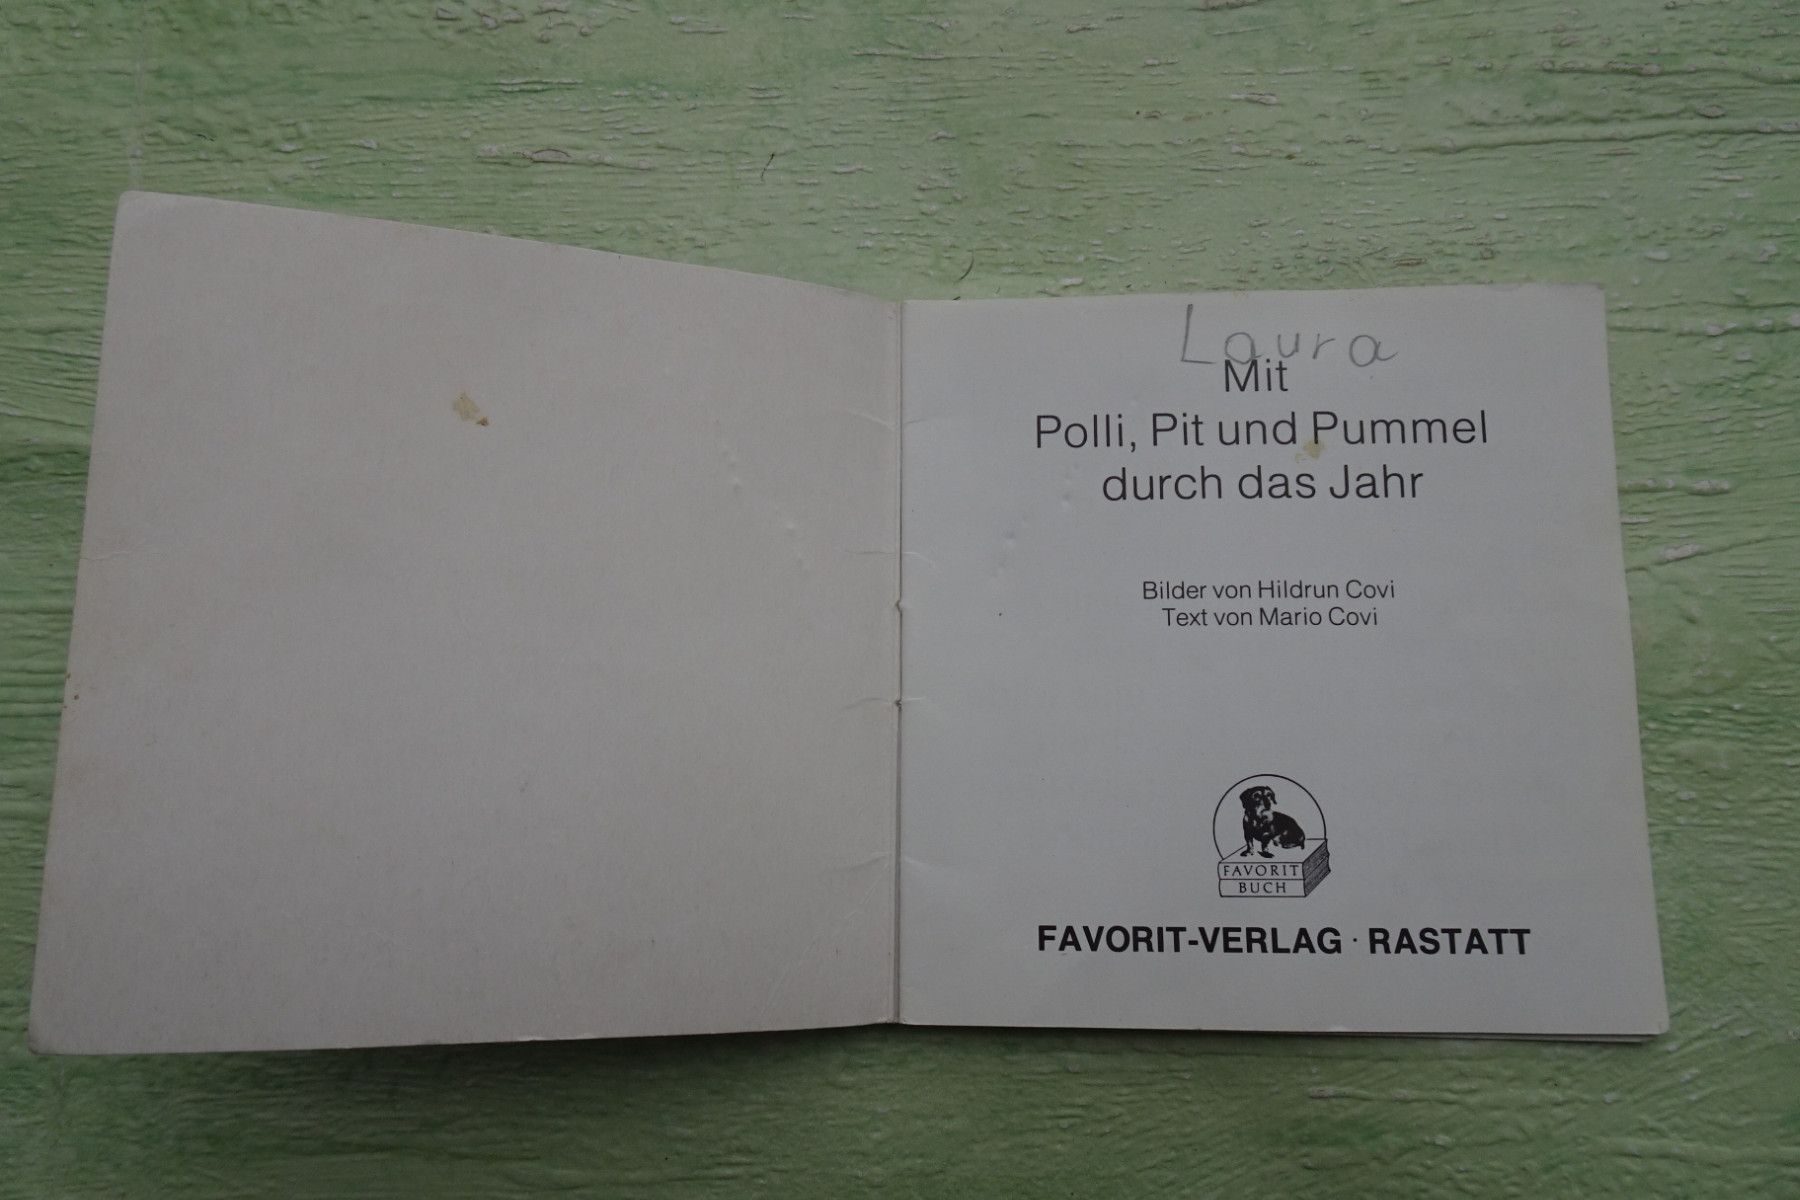 Laura
Mit
Polli, Pit und Pummel
durch das Jahr
Bilder von Hildrun Covi
Text von Mario Covi
FAVORIT
BUCH
FAVORIT-VERLAG · RASTATT